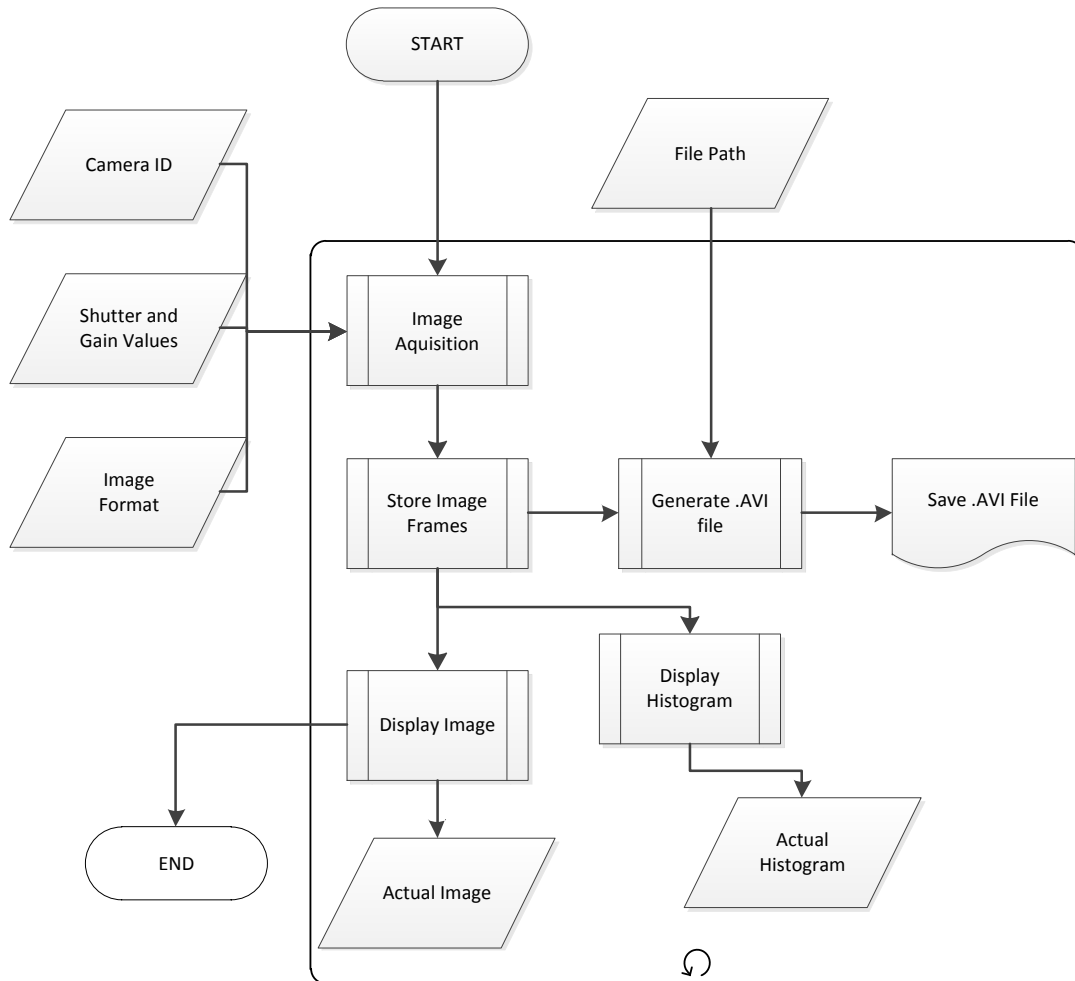 START
Camera ID
File Path
Shutter and
Gain Values
Image
Aquisition
Image
Format
Store Image
Frames
Generate .AVI
file
Save .AVI File
Display Image
Display
Histogram
END
Actual Image
Actual
Histogram